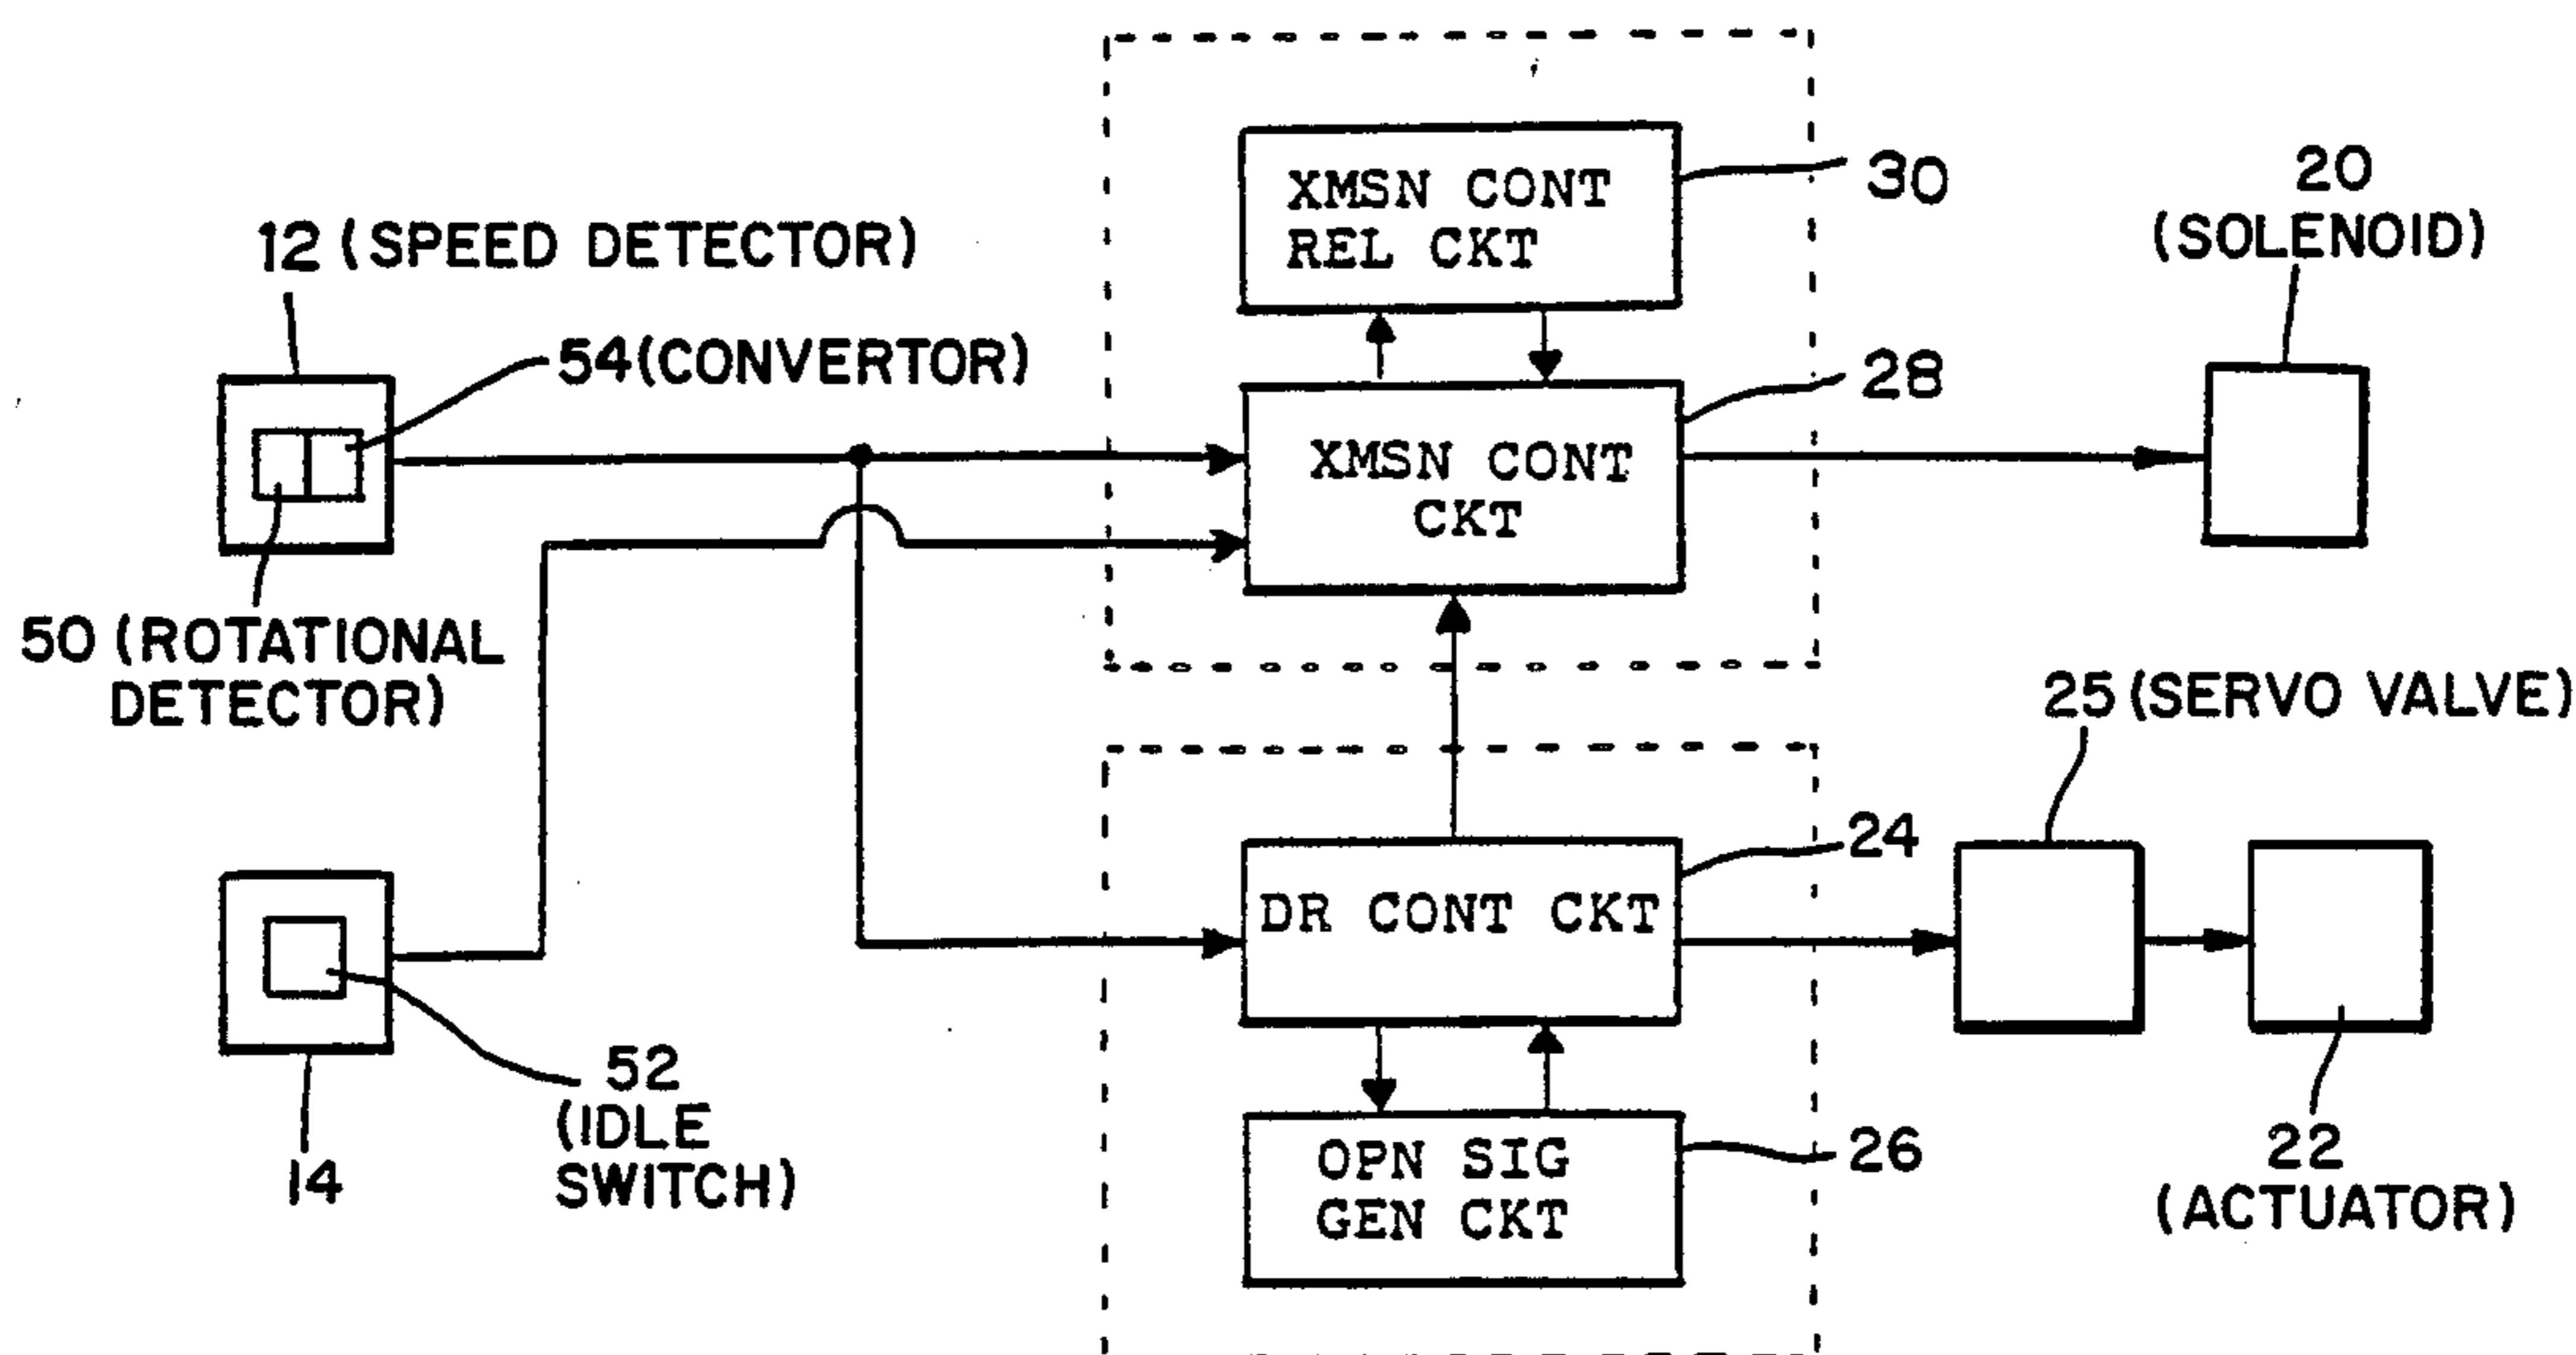 12 (SPEED DETECTOR)
54 (CONVERTOR)
50 (ROTATIONAL
DETECTOR)
14
52
(IDLE
SWITCH)
XMSN CONT
REL CKT
30
XMSN CONT
CKT
28
20
(SOLENOID)
DR CONT CKT
24
OPN SIG
GEN CKT
26
25 (SERVO VALVE)
22
(ACTUATOR)